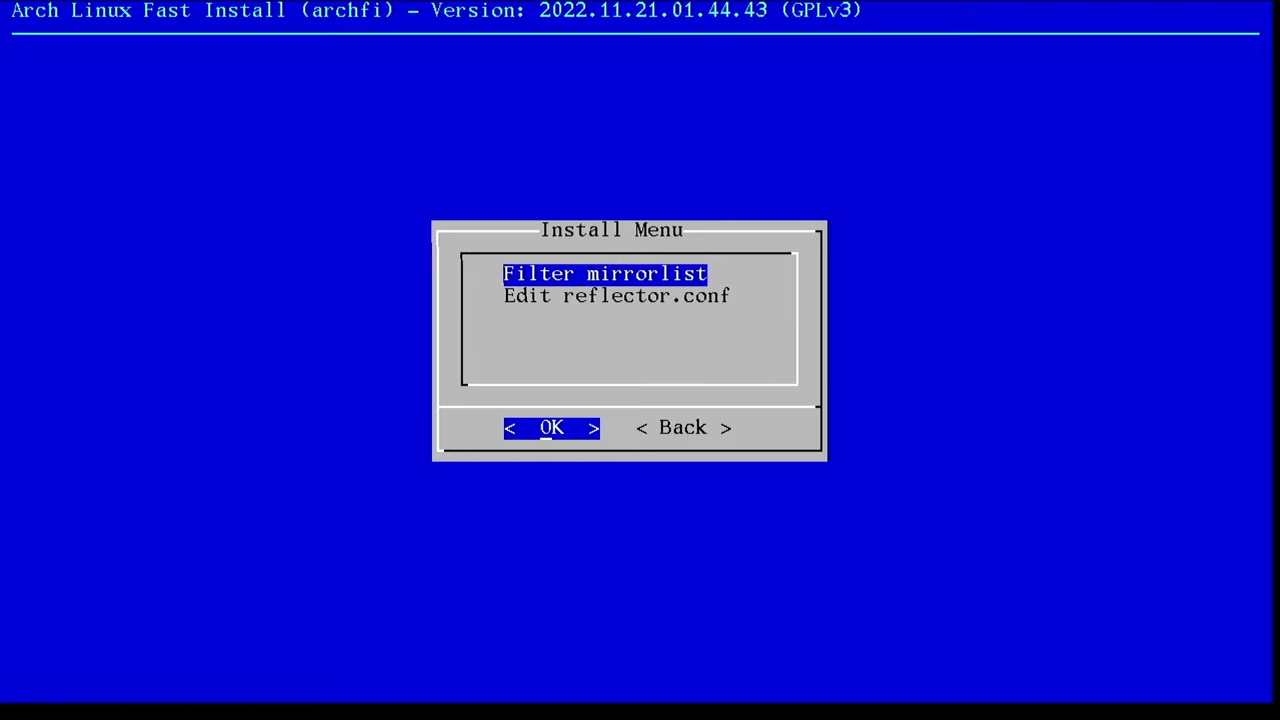 Arch Linux Fast Install (archfi) - Version: 2022.11.21.01.44.43 (GPLv3)
Install Menu
Filter mirrorlist
Edit reflector.conf
< OK > < Back >